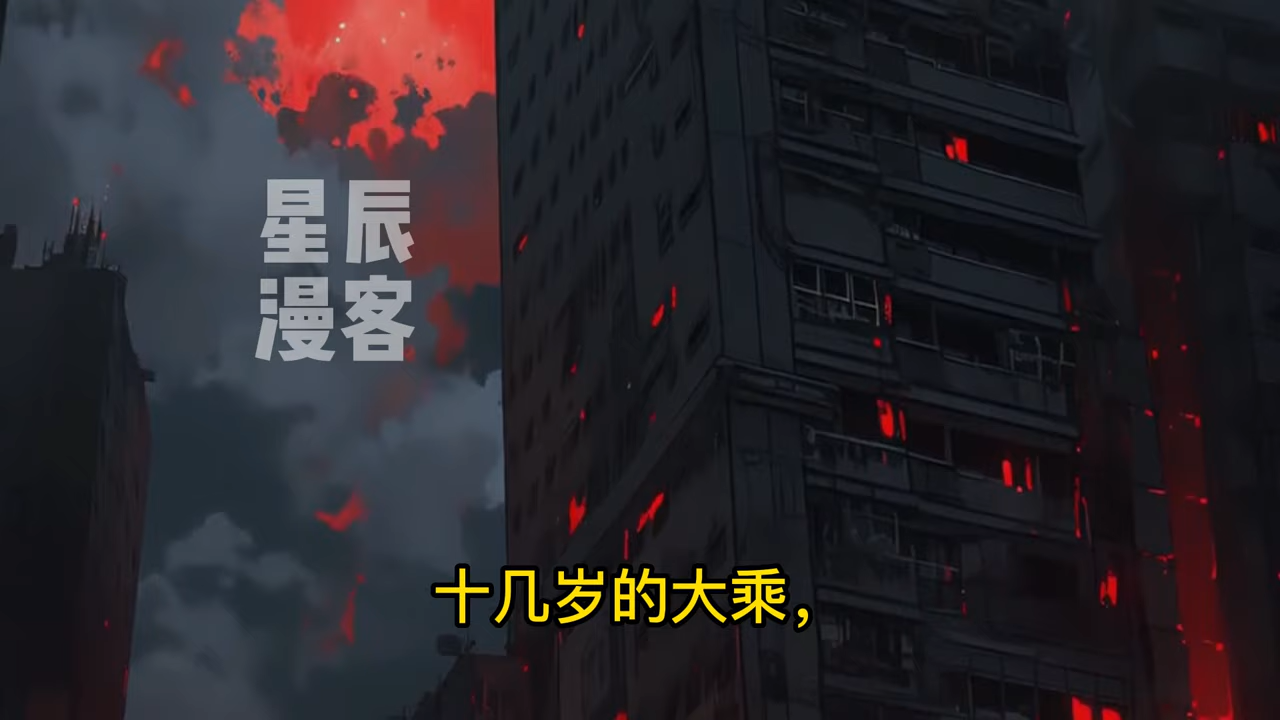 星辰
漫客
十几岁的大乘，